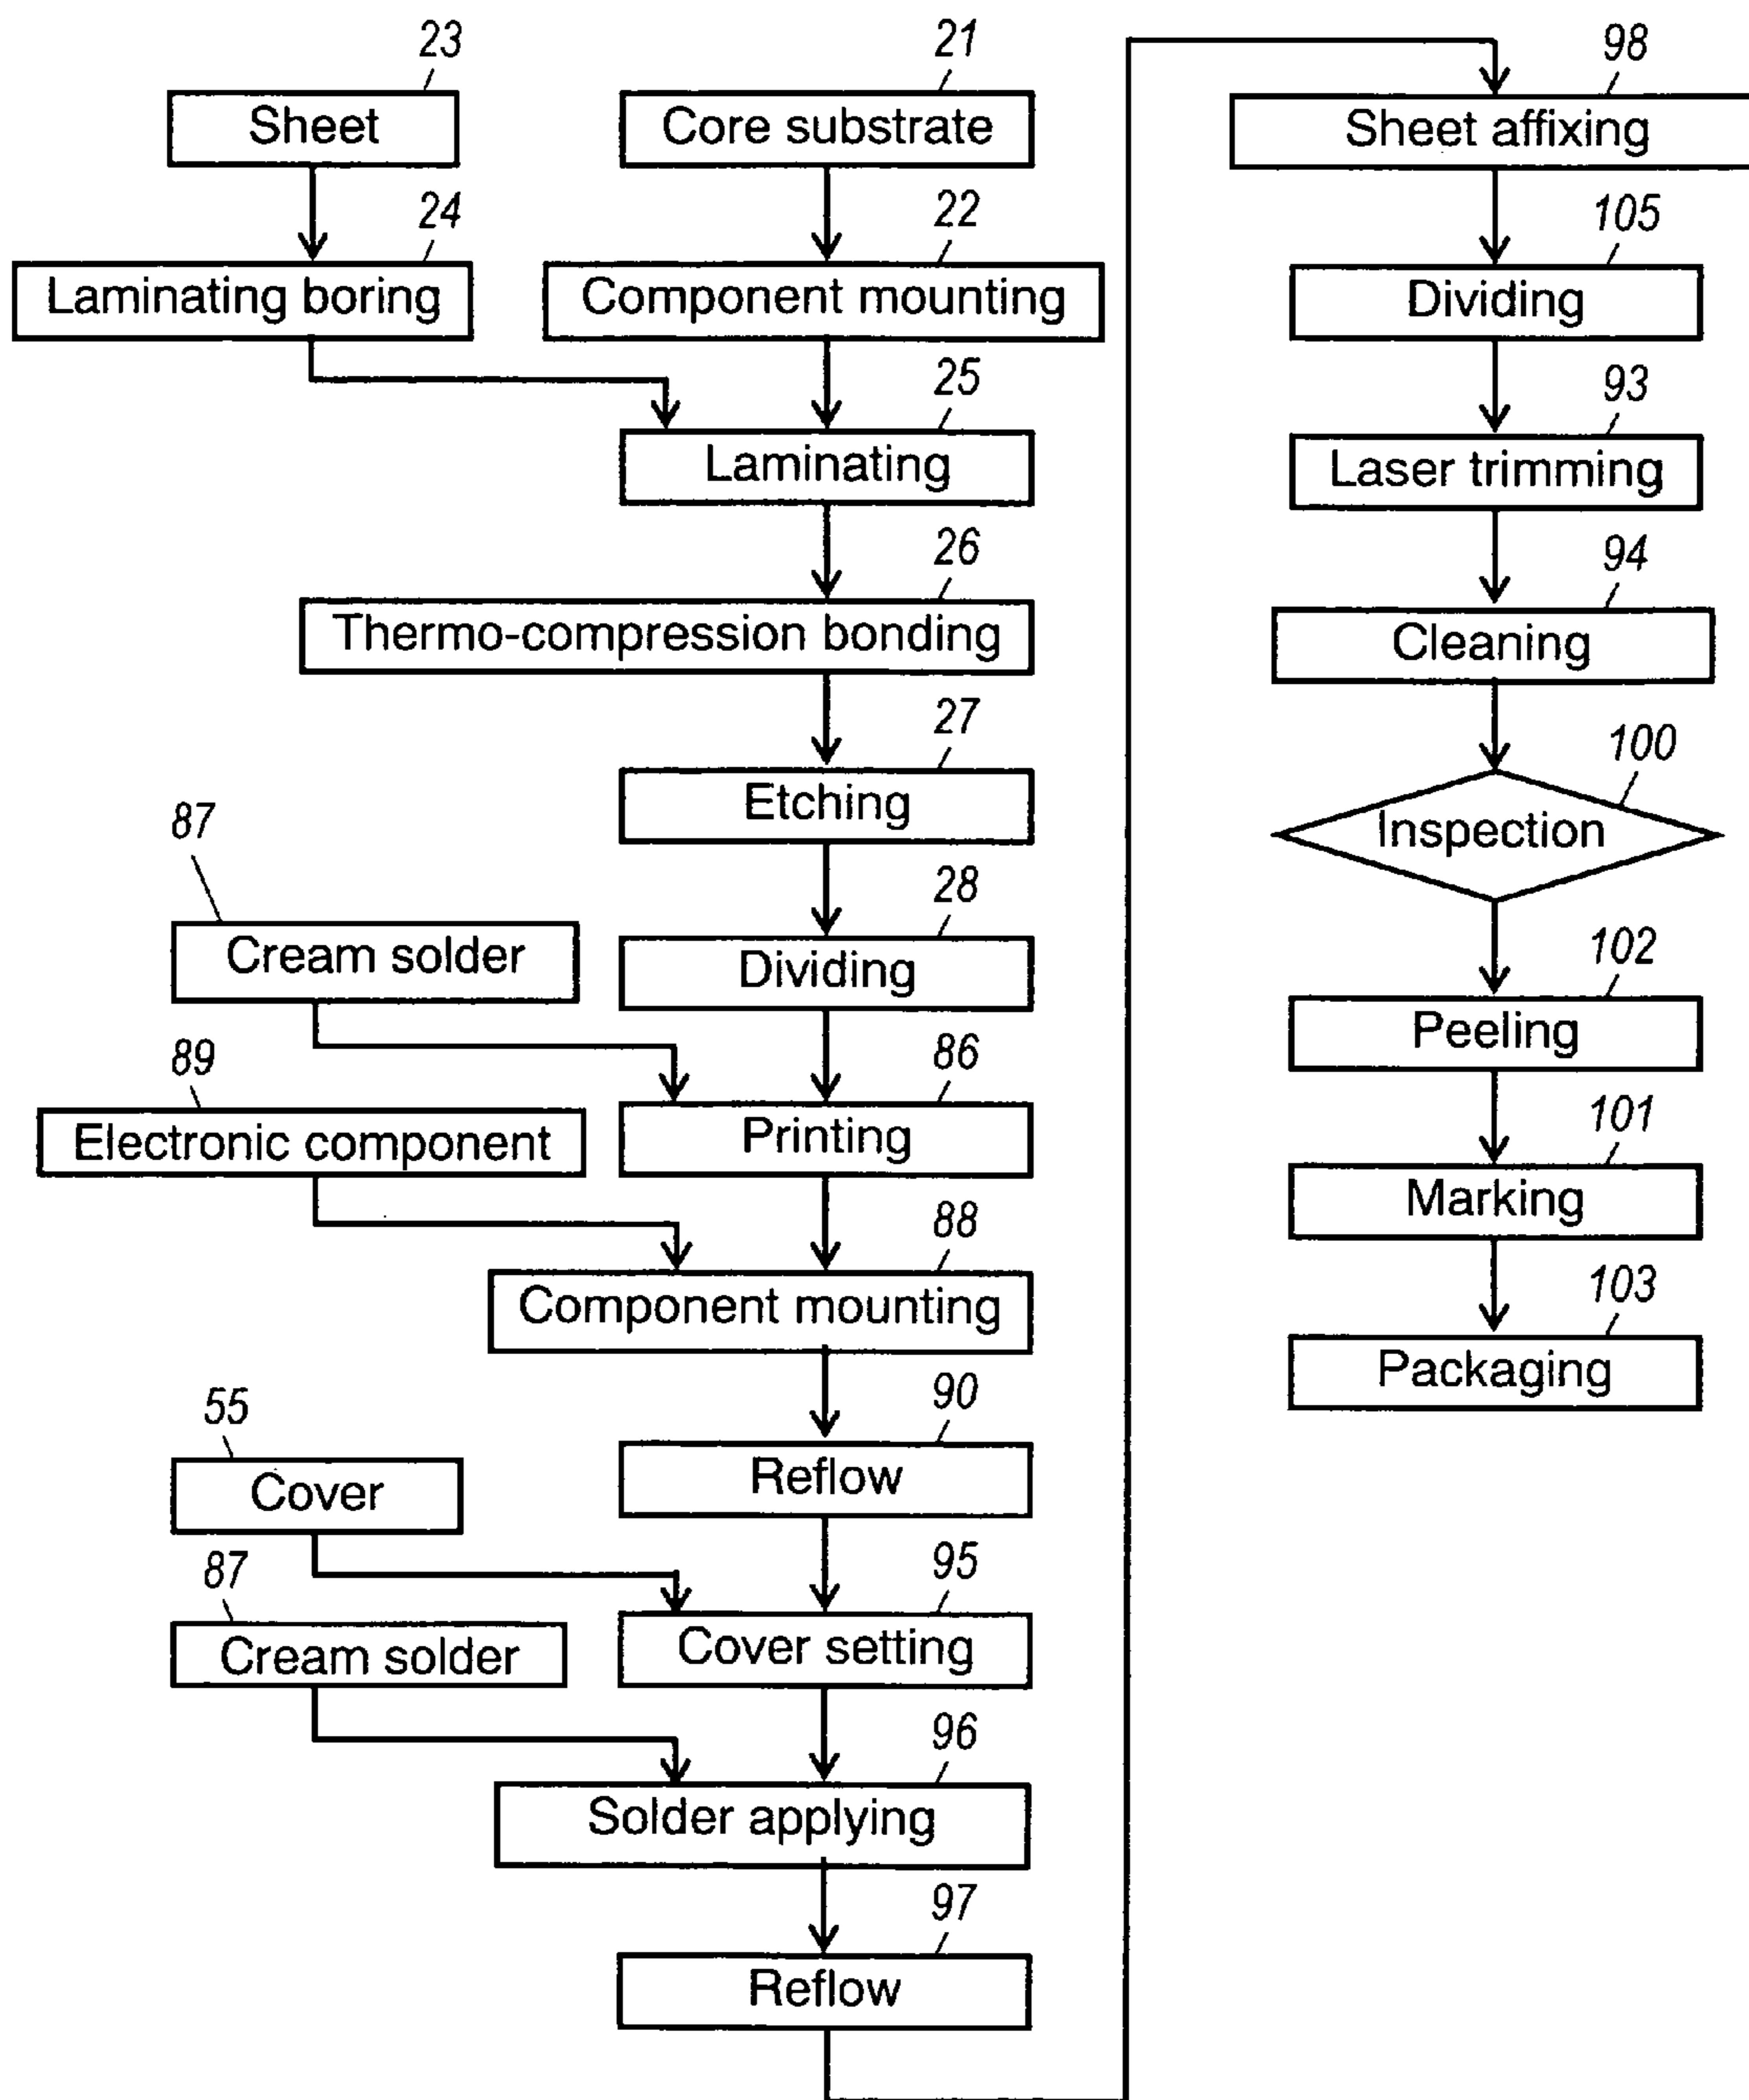 23
Sheet
21
Core substrate
24
Laminating boring
22
Component mounting
25
Laminating
26
Thermo-compression bonding
27
Etching
87
Cream solder
28
Dividing
89
Electronic component
86
Printing
88
Component mounting
90
Reflow
55
Cover
87
Cream solder
95
Cover setting
96
Solder applying
97
Reflow
98
Sheet affixing
105
Dividing
93
Laser trimming
94
Cleaning
100
Inspection
102
Peeling
101
Marking
103
Packaging